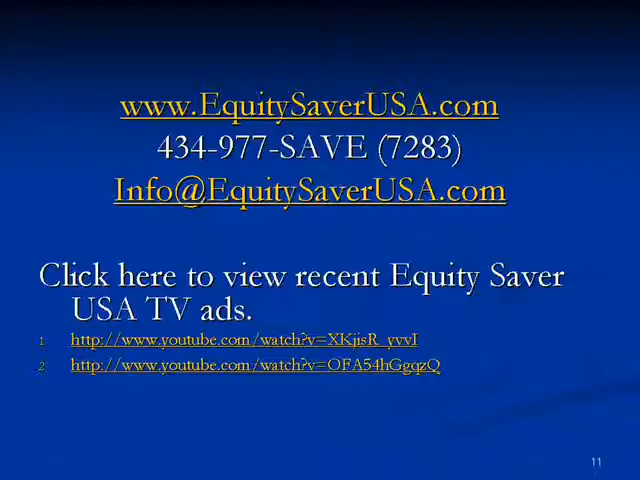 www.EquitySaverUSA.com
434-977-SAVE (7283)
Info@EquitySaverUSA.com
Click here to view recent Equity Saver
USA TV ads.
1. http://www.youtube.com/watch?v=XKjisR_yvvI
2. http://www.youtube.com/watch?v=OFA54hGgqzQ
11